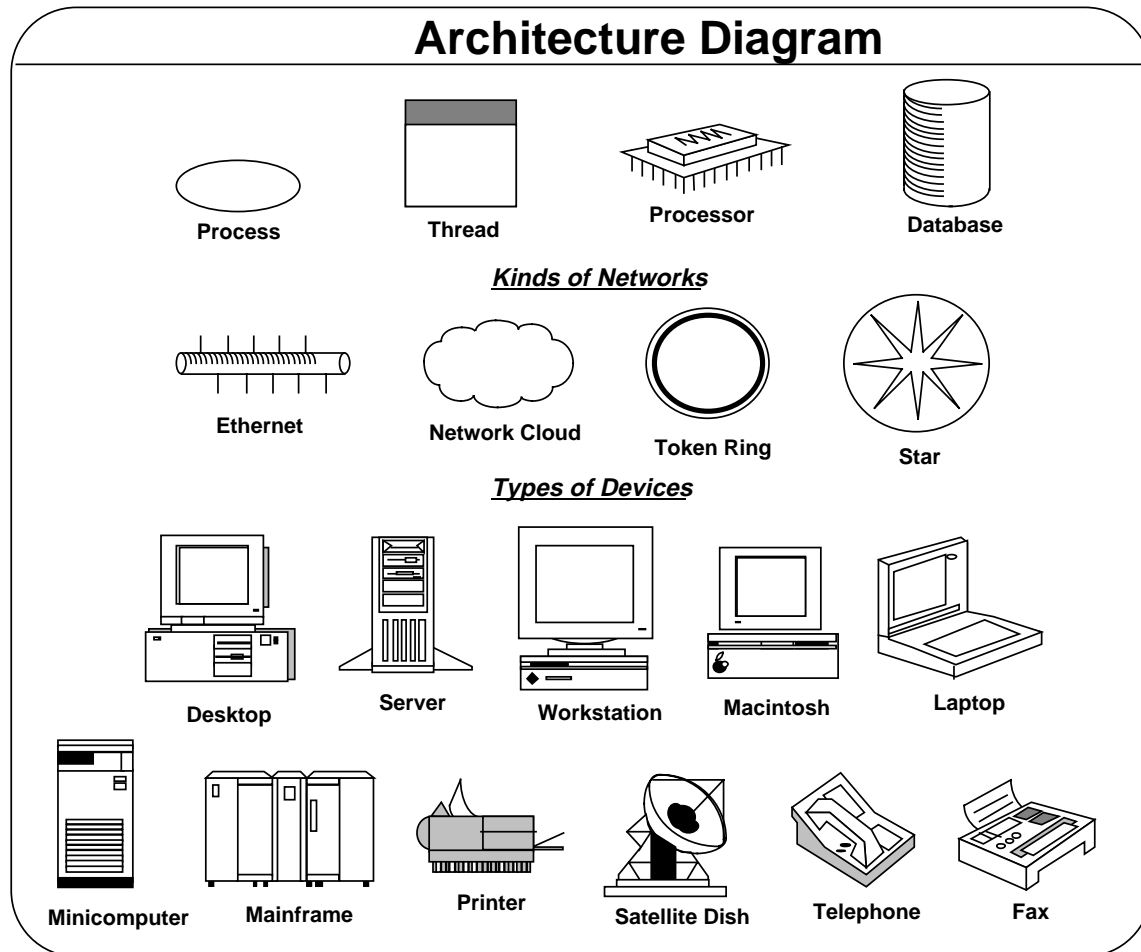 Architecture Diagram
Process
Thread
Processor
Database
Kinds of Networks
Ethernet
Network Cloud
Token Ring
Star
Types of Devices
Desktop
Server
Workstation
Macintosh
Laptop
Minicomputer
Mainframe
Printer
Satellite Dish
Telephone
Fax